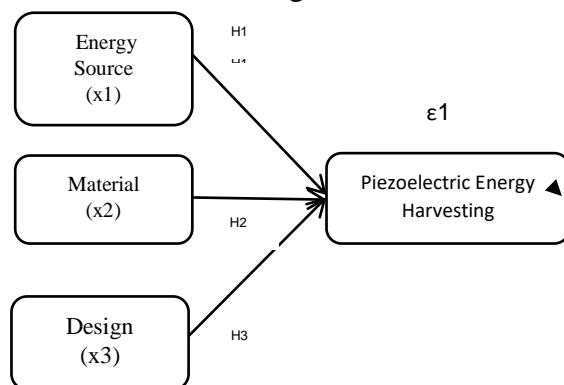 H1
Energy
Source
(x1)
ε1
Material
(x2)
Piezoelectric Energy
Harvesting
H2
Design
(x3)
H3